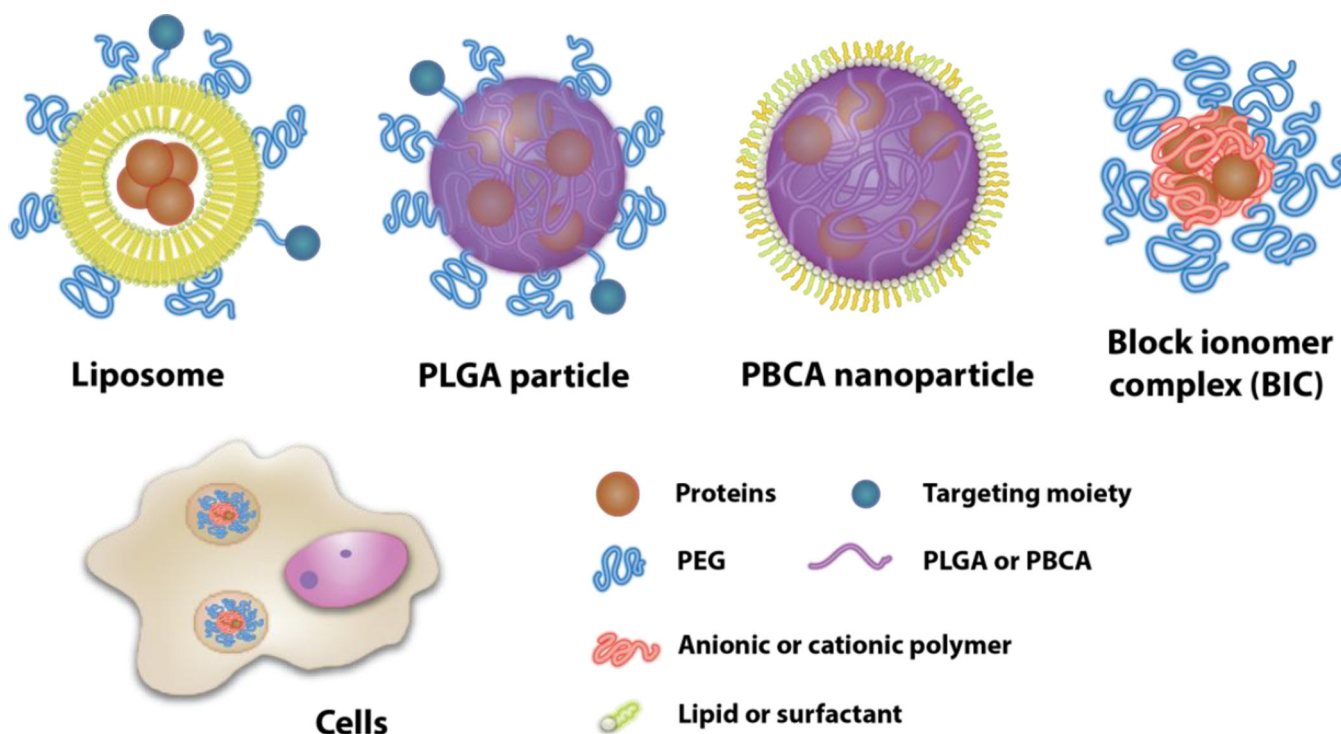 Liposome
PLGA particle
PBCA nanoparticle
Block ionomer
complex (BIC)
Cells
Proteins
Targeting moiety
PEG
PLGA or PBCA
Anionic or cationic polymer
Lipid or surfactant